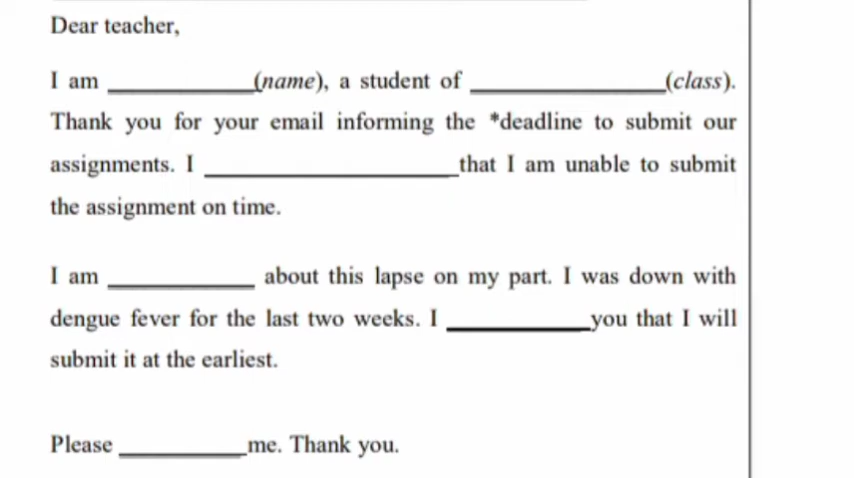 Dear teacher,
I am ____________(name), a student of ________________(class).
Thank you for your email informing the *deadline to submit our
assignments. I _____________________that I am unable to submit
the assignment on time.
I am ____________ about this lapse on my part. I was down with
dengue fever for the last two weeks. I ____________you that I will
submit it at the earliest.
Please __________me. Thank you.